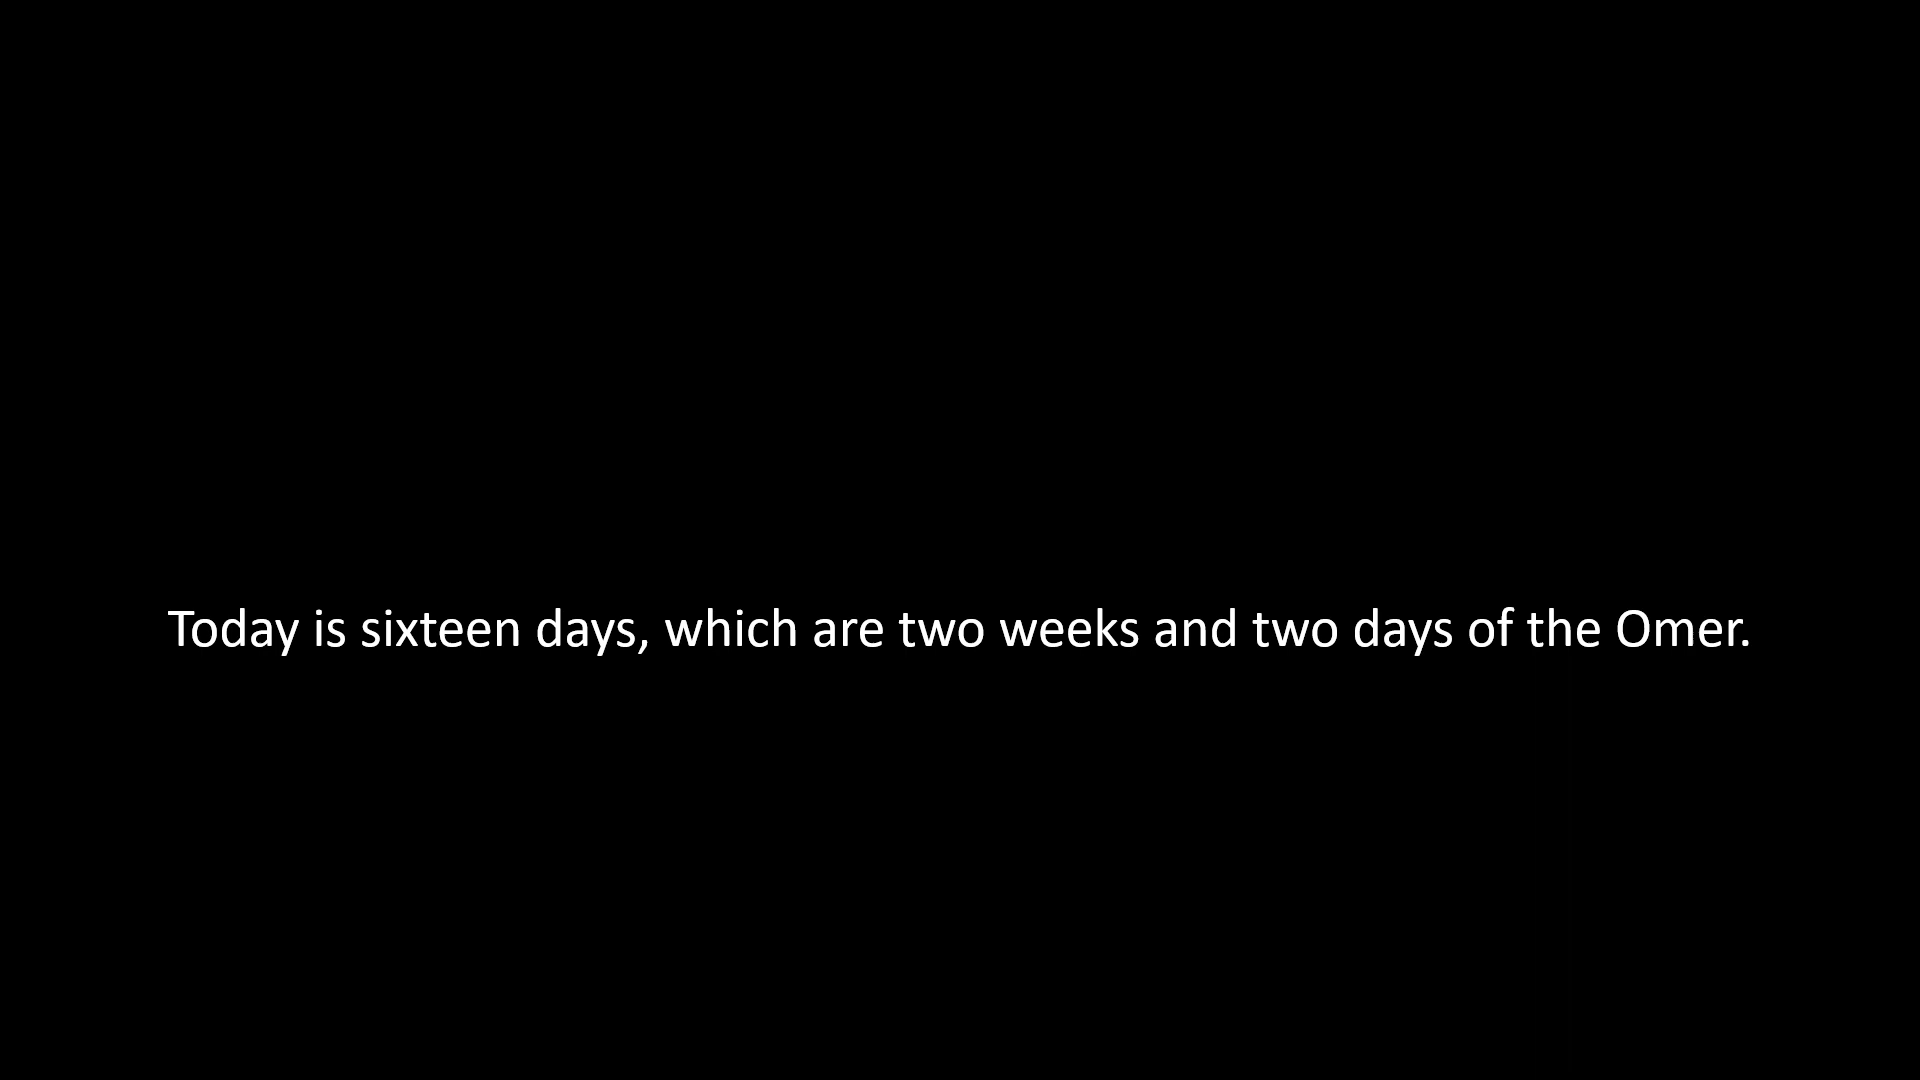 Today is sixteen days, which are two weeks and two days of the Omer.